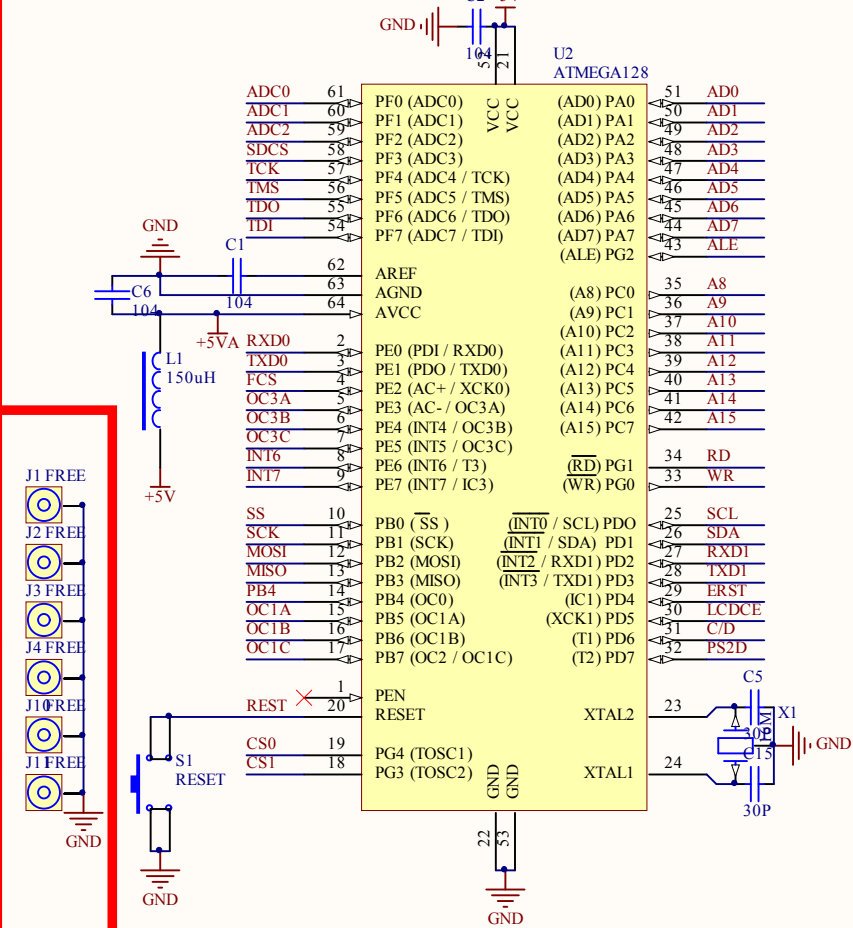 GND
104
52
21
U2
ATMEGA128
VCC
VCC
ADC0 61 PF0 (ADC0)
ADC1 60 PF1 (ADC1)
ADC2 59 PF2 (ADC2)
SDCS 58 PF3 (ADC3)
TCK 57 PF4 (ADC4 / TCK)
TMS 56 PF5 (ADC5 / TMS)
TDO 55 PF6 (ADC6 / TDO)
TDI 54 PF7 (ADC7 / TDI)
(AD0) PA0 51 AD0
(AD1) PA1 50 AD1
(AD2) PA2 49 AD2
(AD3) PA3 48 AD3
(AD4) PA4 47 AD4
(AD5) PA5 46 AD5
(AD6) PA6 45 AD6
(AD7) PA7 44 AD7
(ALE) PG2 43 ALE
GND
C1
104
C6
104
62 AREF
63 AGND
64 AVCC
+5VA
L1
150uH
+5V
(A8) PC0 35 A8
(A9) PC1 36 A9
(A10) PC2 37 A10
(A11) PC3 38 A11
(A12) PC4 39 A12
(A13) PC5 40 A13
(A14) PC6 41 A14
(A15) PC7 42 A15
RXD0 2 PE0 (PDI / RXD0)
TXD0 3 PE1 (PDO / TXD0)
FCS 4 PE2 (AC+ / XCK0)
OC3A 5 PE3 (AC- / OC3A)
OC3B 6 PE4 (INT4 / OC3B)
OC3C 7 PE5 (INT5 / OC3C)
INT6 8 PE6 (INT6 / T3)
INT7 9 PE7 (INT7 / IC3)
(RD) PG1 34 RD
(WR) PG0 33 WR
SS 10 PB0 (SS )
SCK 11 PB1 (SCK)
MOSI 12 PB2 (MOSI)
MISO 13 PB3 (MISO)
PB4 14 PB4 (OC0)
OC1A 15 PB5 (OC1A)
OC1B 16 PB6 (OC1B)
OC1C 17 PB7 (OC2 / OC1C)
(INT0 / SCL) PDO 25 SCL
(INT1 / SDA) PD1 26 SDA
(INT2 / RXD1) PD2 27 RXD1
(INT3 / TXD1) PD3 28 TXD1
(IC1) PD4 29 ERST
(XCK1) PD5 30 LCDCE
(T1) PD6 31 C/D
(T2) PD7 32 PS2D
1 PEN
REST 20 RESET
CS0 19 PG4 (TOSC1)
CS1 18 PG3 (TOSC2)
XTAL2 23
XTAL1 24
C5
30P
X1
C15
30P
GND
S1
RESET
GND
GND
GND
22
53
GND
J1 FREE
J2 FREE
J3 FREE
J4 FREE
J10 FREE
J11 FREE
GND